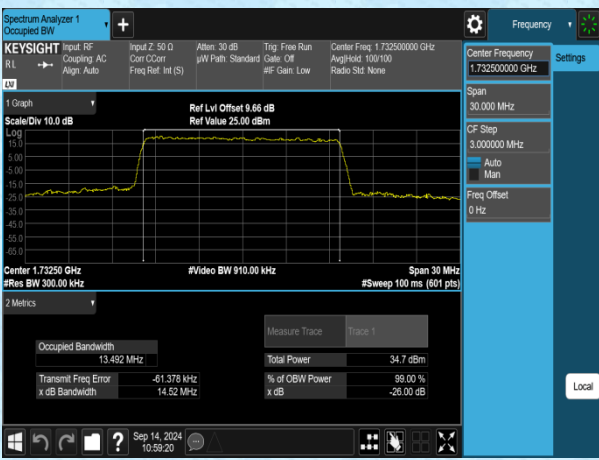 Spectrum Analyzer 1
Occupied BW
+
Frequency
KEYSIGHT
R L
LXI
Input: RF
Coupling: AC
Align: Auto
Input Z: 50 Ω
Corr CCorr
Freq Ref: Int (S)
Atten: 30 dB
µW Path: Standard
Trig: Free Run
Gate: Off
#IF Gain: Low
Center Freq: 1.732500000 GHz
Avg|Hold: 100/100
Radio Std: None
Center Frequency
1.732500000 GHz
Settings
Span
30.000 MHz
CF Step
3.000000 MHz
Auto
Man
Freq Offset
0 Hz
Local
1 Graph
Scale/Div 10.0 dB
Ref Lvl Offset 9.66 dB
Ref Value 25.00 dBm
Log
15.0
5.00
-5.00
-15.0
-25.0
-35.0
-45.0
-55.0
-65.0
Center 1.73250 GHz
#Res BW 300.00 kHz
#Video BW 910.00 kHz
Span 30 MHz
#Sweep 100 ms (601 pts)
2 Metrics
Measure Trace
Trace 1
Occupied Bandwidth
13.492 MHz
Total Power
34.7 dBm
Transmit Freq Error
-61.378 kHz
% of OBW Power
99.00 %
x dB Bandwidth
14.52 MHz
x dB
-26.00 dB
?
Sep 14, 2024
10:59:20